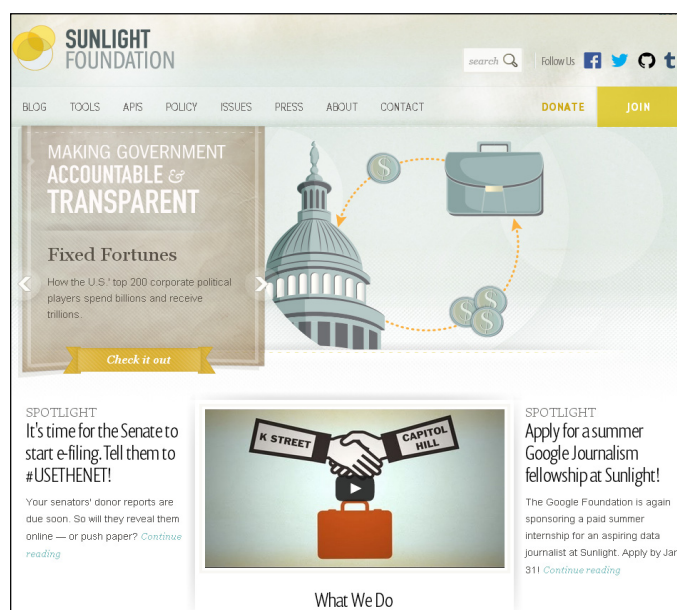 SUNLIGHT
FOUNDATION
search
Follow Us
BLOG TOOLS APIS POLICY ISSUES PRESS ABOUT CONTACT DONATE JOIN
MAKING GOVERNMENT
ACCOUNTABLE &
TRANSPARENT
Fixed Fortunes
How the U.S.' top 200 corporate political
players spend billions and receive
trillions.
Check it out
$
$
$
$
SPOTLIGHT
It's time for the Senate to
start e-filing. Tell them to
#USETHENET!
Your senators' donor reports are
due soon. So will they reveal them
online — or push paper? Continue
reading
K STREET
CAPITOL
HILL
What We Do
SPOTLIGHT
Apply for a summer
Google Journalism
fellowship at Sunlight!
The Google Foundation is again
sponsoring a paid summer
internship for an aspiring data
journalist at Sunlight. Apply by Jan
31! Continue reading